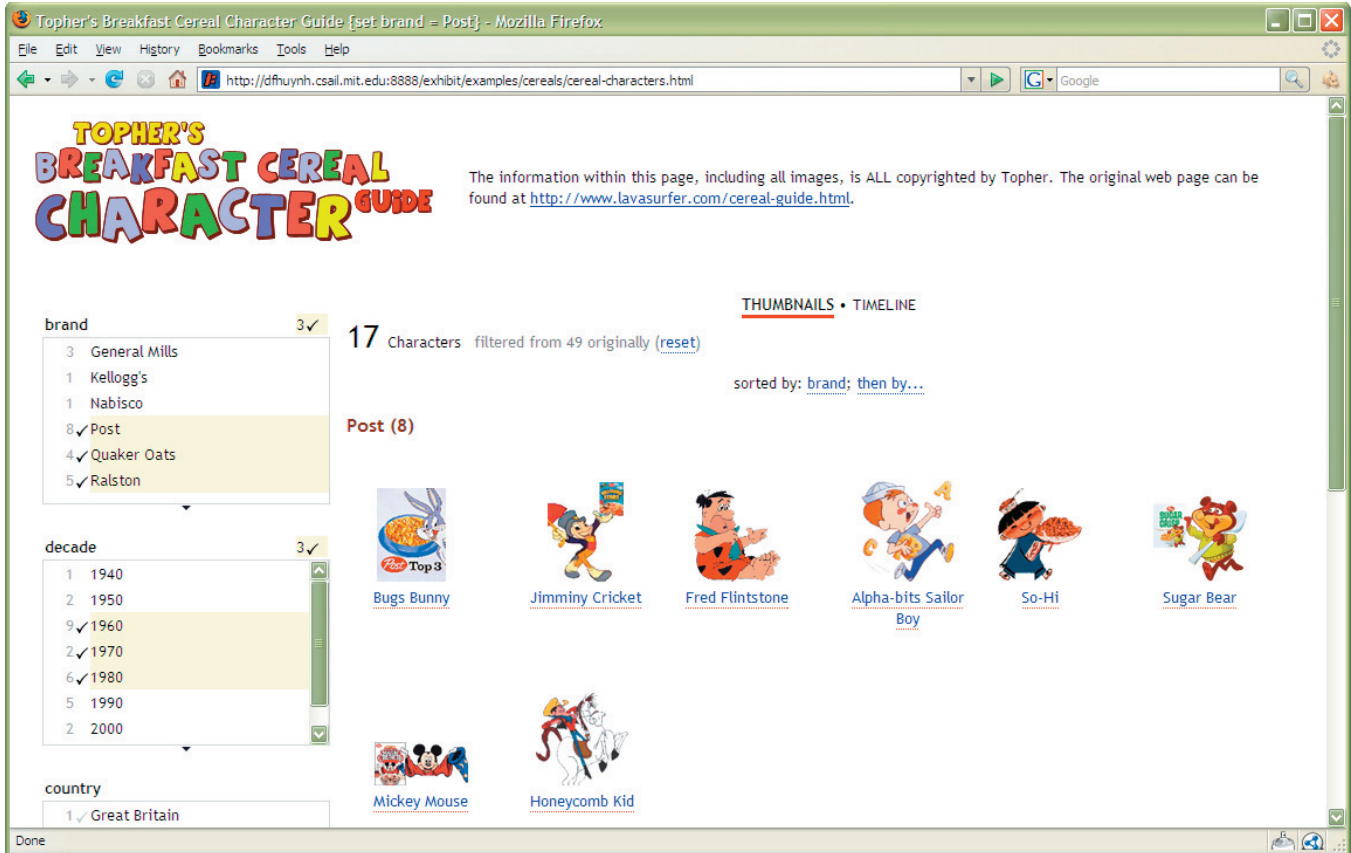 Topher's Breakfast Cereal Character Guide {set brand = Post} - Mozilla Firefox
File Edit View History Bookmarks Tools Help
http://dfhuynh.csail.mit.edu:8888/exhibit/examples/cereals/cereal-characters.html
G Google
TOPHER'S
BREAKFAST CEREAL
CHARACTER GUIDE
The information within this page, including all images, is ALL copyrighted by Topher. The original web page can be
found at http://www.lavasurfer.com/cereal-guide.html.
THUMBNAILS • TIMELINE
brand 3✓
3 General Mills
1 Kellogg's
1 Nabisco
8✓Post
4✓Quaker Oats
5✓Ralston
17 Characters filtered from 49 originally (reset)
sorted by: brand; then by...
Post (8)
decade 3✓
1 1940
2 1950
9✓1960
2✓1970
6✓1980
5 1990
2 2000
country
1✓Great Britain
Post Top 3
SUGAR
CRISP
A
Bugs Bunny
Jimminy Cricket
Fred Flintstone
Alpha-bits Sailor
Boy
So-Hi
Sugar Bear
Mickey Mouse
Honeycomb Kid
Done